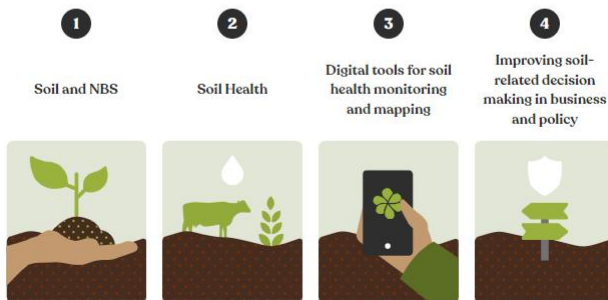 1
Soil and NBS
2
Soil Health
3
Digital tools for soil
health monitoring
and mapping
4
Improving soil-
related decision
making in business
and policy